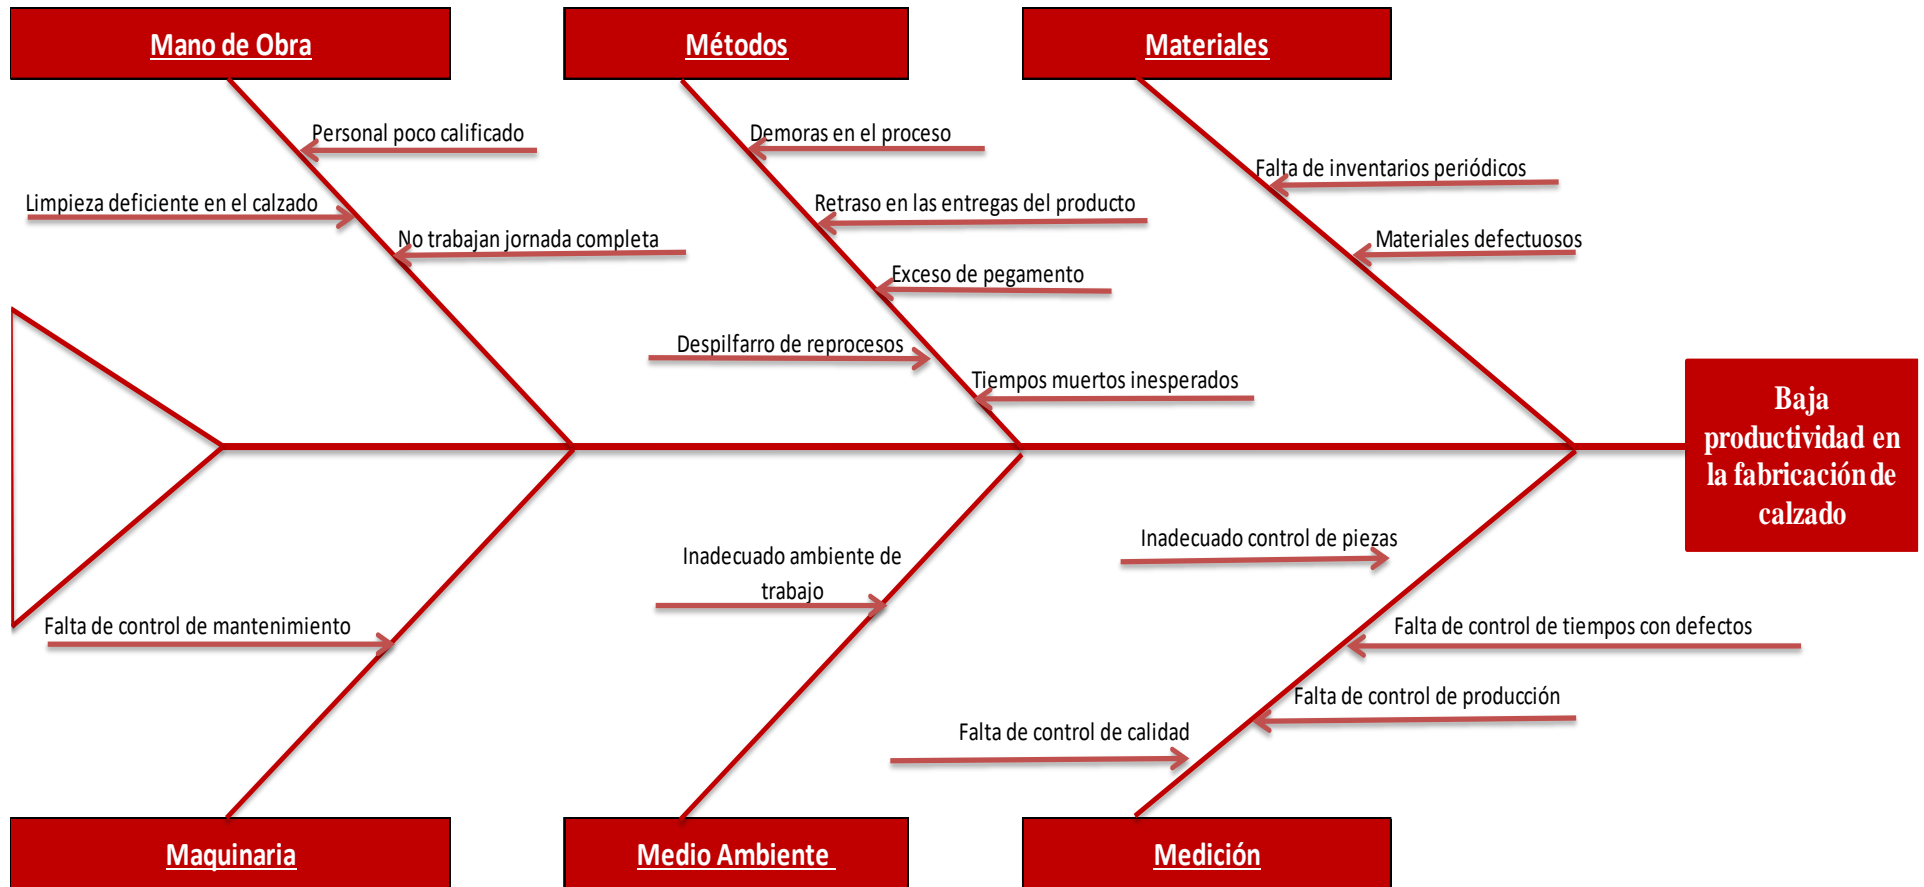 Mano de Obra
Métodos
Materiales
Personal poco calificado
Demoras en el proceso
Falta de inventarios periódicos
Limpieza deficiente en el calzado
Retraso en las entregas del producto
No trabajan jornada completa
Materiales defectuosos
Exceso de pegamento
Despilfarro de reprocesos
Tiempos muertos inesperados
Baja
productividad en
la fabricación de
calzado
Inadecuado control de piezas
Inadecuado ambiente de
trabajo
Falta de control de mantenimiento
Falta de control de tiempos con defectos
Falta de control de producción
Falta de control de calidad
Maquinaria
Medio Ambiente
Medición